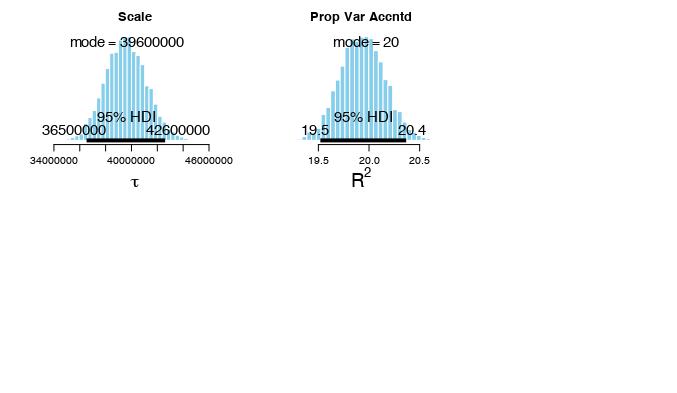 Scale
mode = 39600000
95% HDI
36500000 42600000
34000000 40000000 46000000
τ
Prop Var Accntd
mode = 20
95% HDI
19.5 20.4
19.5 20.0 20.5
R²